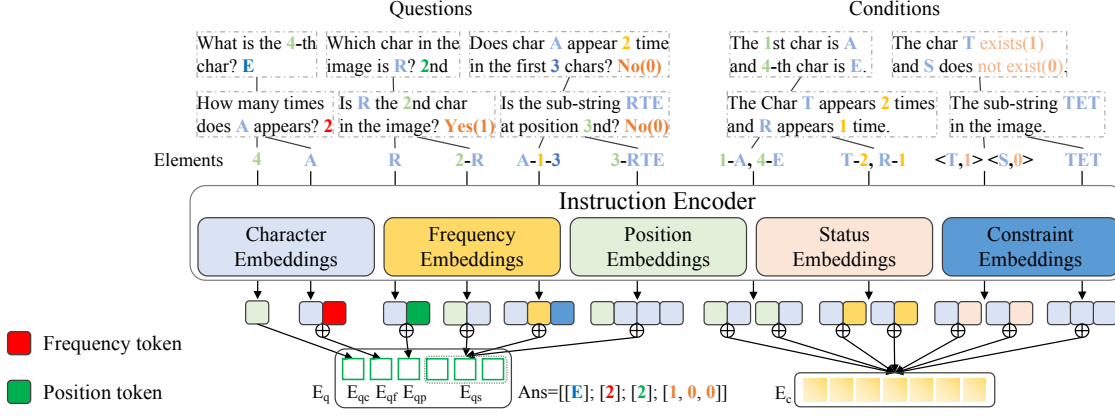 Questions
Conditions
What is the 4-th
char? E
Which char in the
image is R? 2nd
Does char A appear 2 time
in the first 3 chars? No(0)
The 1st char is A
and 4-th char is E.
The char T exists(1)
and S does not exist(0).
How many times
does A appears? 2
Is R the 2nd char
in the image? Yes(1)
Is the sub-string RTE
at position 3nd? No(0)
The Char T appears 2 times
and R appears 1 time.
The sub-string TET
in the image.
Elements 4 A R 2-R A-1-3 3-RTE 1-A, 4-E T-2, R-1 <T,1> <S,0> TET
Instruction Encoder
Character
Embeddings
Frequency
Embeddings
Position
Embeddings
Status
Embeddings
Constraint
Embeddings
Frequency token
Position token
Eq
Eqc Eqf Eqp Eqs
Ans=[[E]; [2]; [2]; [1, 0, 0]]
Ec